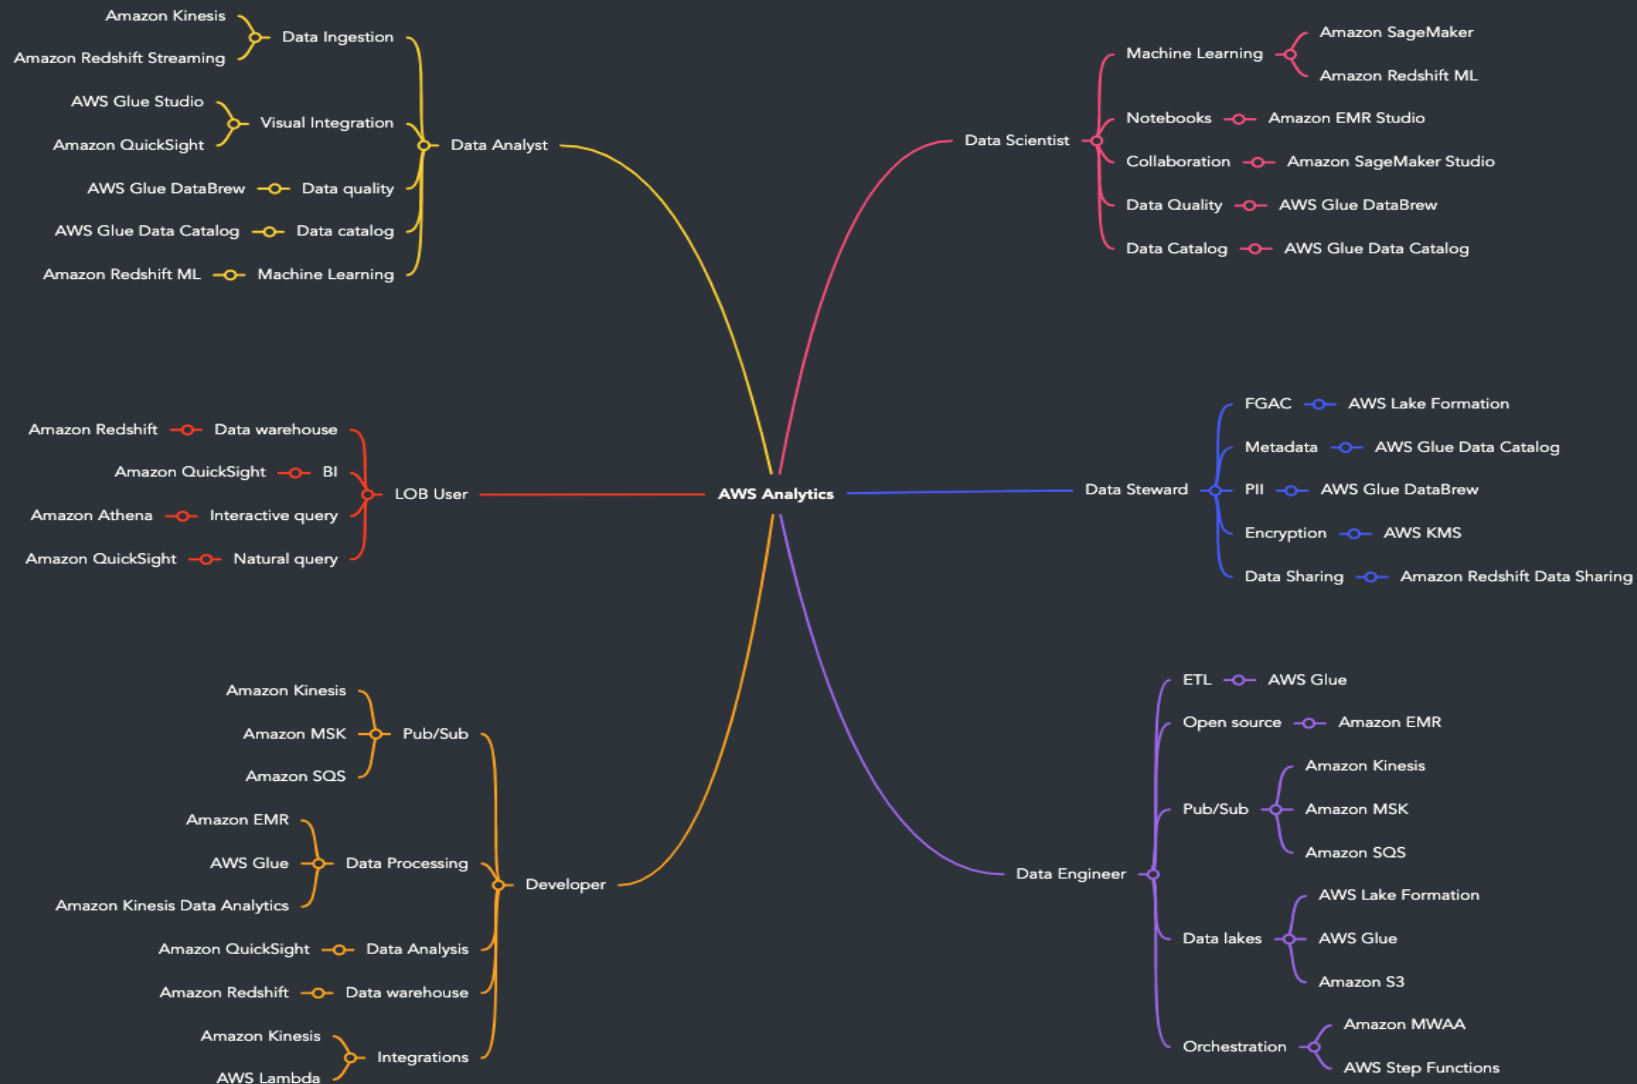 AWS Analytics
Data Analyst
Data Ingestion
Amazon Kinesis
Amazon Redshift Streaming
Visual Integration
AWS Glue Studio
Amazon QuickSight
Data quality
AWS Glue DataBrew
Data catalog
AWS Glue Data Catalog
Machine Learning
Amazon Redshift ML
LOB User
Data warehouse
Amazon Redshift
BI
Amazon QuickSight
Interactive query
Amazon Athena
Natural query
Amazon QuickSight
Developer
Pub/Sub
Amazon Kinesis
Amazon MSK
Amazon SQS
Data Processing
Amazon EMR
AWS Glue
Amazon Kinesis Data Analytics
Data Analysis
Amazon QuickSight
Data warehouse
Amazon Redshift
Integrations
Amazon Kinesis
AWS Lambda
Data Scientist
Machine Learning
Amazon SageMaker
Amazon Redshift ML
Notebooks
Amazon EMR Studio
Collaboration
Amazon SageMaker Studio
Data Quality
AWS Glue DataBrew
Data Catalog
AWS Glue Data Catalog
Data Steward
FGAC
AWS Lake Formation
Metadata
AWS Glue Data Catalog
PII
AWS Glue DataBrew
Encryption
AWS KMS
Data Sharing
Amazon Redshift Data Sharing
Data Engineer
ETL
AWS Glue
Open source
Amazon EMR
Pub/Sub
Amazon Kinesis
Amazon MSK
Amazon SQS
Data lakes
AWS Lake Formation
AWS Glue
Amazon S3
Orchestration
Amazon MWAA
AWS Step Functions